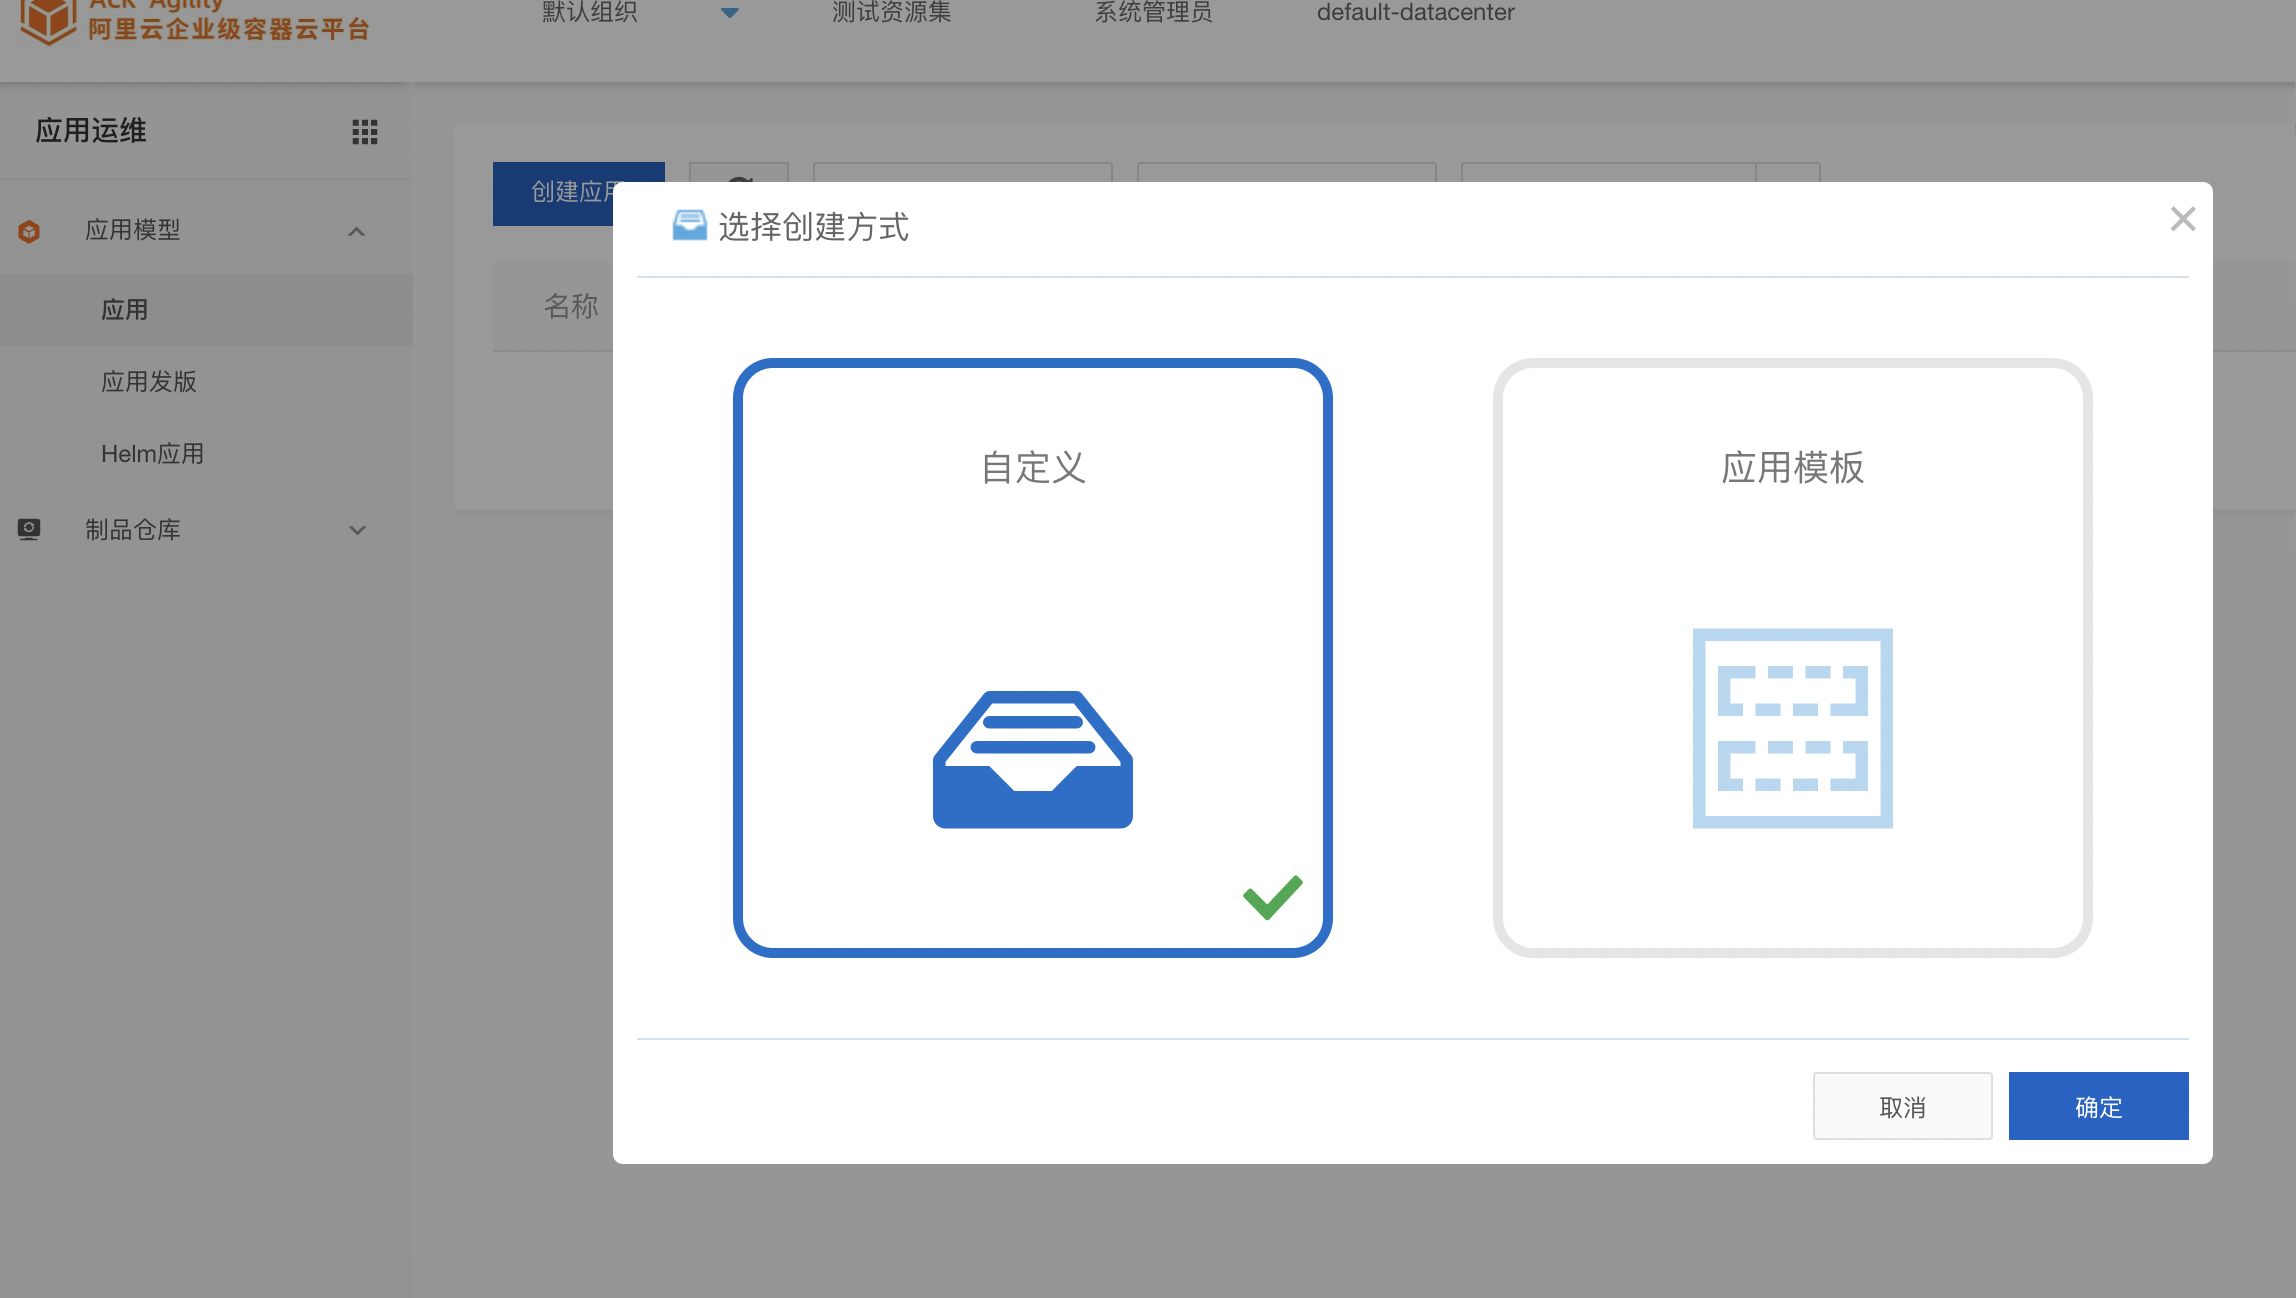 ACK Agility
阿里云企业级容器云平台
默认组织
测试资源集
系统管理员
default-datacenter
应用运维
应用模型
应用
应用发版
Helm应用
制品仓库
创建应用
名称
选择创建方式
自定义
应用模板
取消
确定